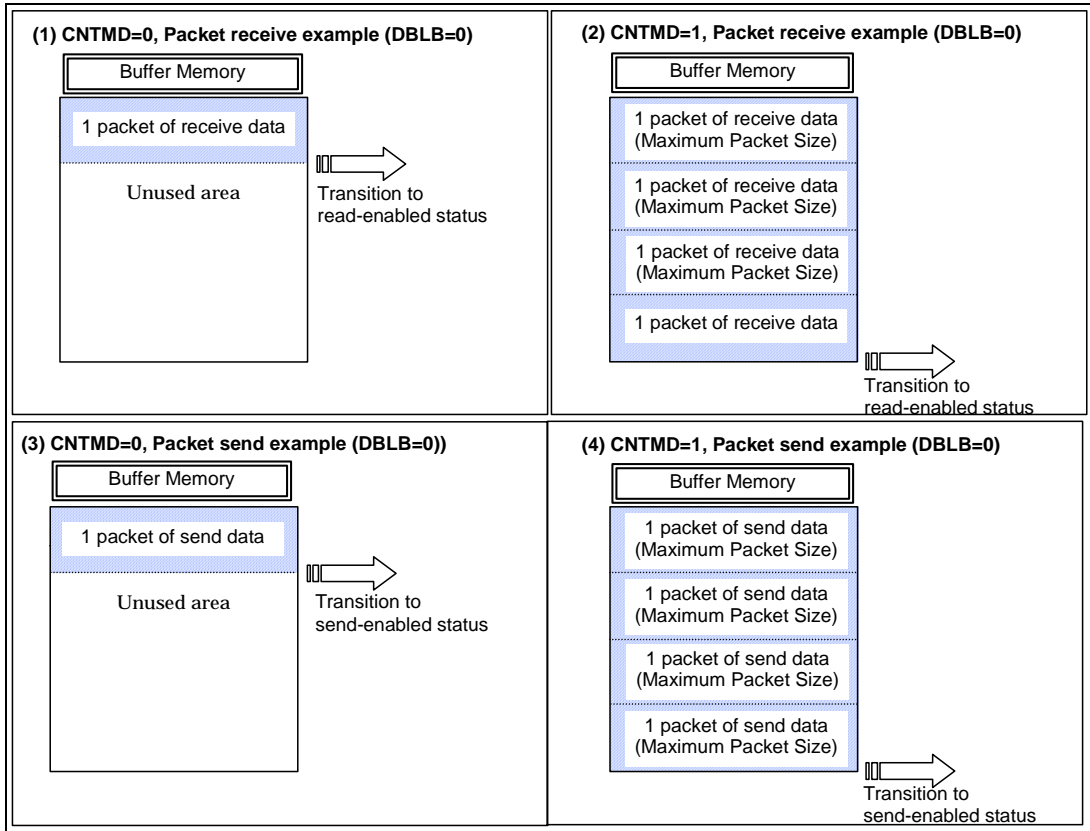 (1) CNTMD=0, Packet receive example (DBLB=0)
Buffer Memory
1 packet of receive data
Unused area
Transition to
read-enabled status
(2) CNTMD=1, Packet receive example (DBLB=0)
Buffer Memory
1 packet of receive data
(Maximum Packet Size)
1 packet of receive data
(Maximum Packet Size)
1 packet of receive data
(Maximum Packet Size)
1 packet of receive data
Transition to
read-enabled status
(3) CNTMD=0, Packet send example (DBLB=0))
Buffer Memory
1 packet of send data
Unused area
Transition to
send-enabled status
(4) CNTMD=1, Packet send example (DBLB=0)
Buffer Memory
1 packet of send data
(Maximum Packet Size)
1 packet of send data
(Maximum Packet Size)
1 packet of send data
(Maximum Packet Size)
1 packet of send data
(Maximum Packet Size)
Transition to
send-enabled status